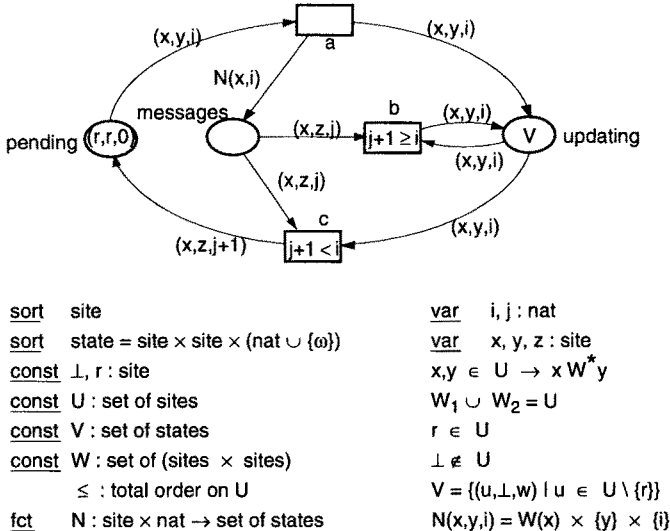 a
(x,y,i)
(x,y,i)
N(x,i)
messages
b
(x,y,i)
pending
(r,r,0)
(x,z,j)
j+1 ≥ i
V
updating
(x,y,i)
(x,z,j)
c
(x,y,i)
(x,z,j+1)
j+1 < i
sort site
var i, j : nat
sort state = site × site × (nat ∪ {ω})
var x, y, z : site
const ⊥, r : site
x,y ∈ U → x W* y
const U : set of sites
W₁ ∪ W₂ = U
const V : set of states
r ∈ U
const W : set of (sites × sites)
⊥ ∉ U
≤ : total order on U
V = {(u,⊥,w) | u ∈ U \ {r}}
fct N : site × nat → set of states
N(x,y,i) = W(x) × {y} × {i}